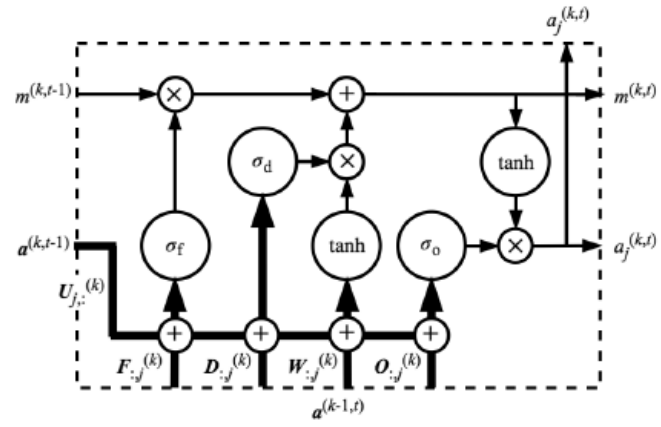 a_j^(k,t)
m^(k,t-1) × + m^(k,t)
σ_d × tanh
a^(k,t-1) σ_f tanh σ_o × a_j^(k,t)
U_j,:^(k)
+ + + +
F_:,j^(k) D_:,j^(k) W_:,j^(k) O_:,j^(k)
a^(k-1,t)